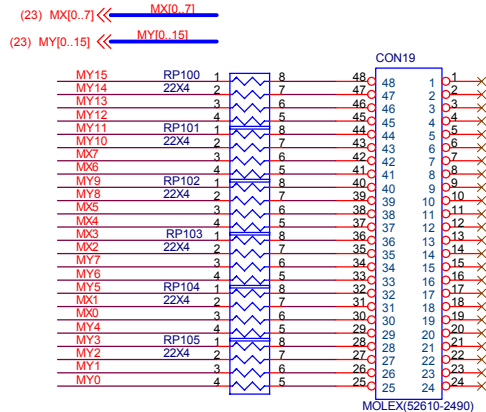 (23) MX[0..7] MX[0..7]
(23) MY[0..15] MY[0..15]
CON19
MY15 RP100 1 8 48 48 1 1
MY14 22X4 2 7 47 47 2 2
MY13 3 6 46 46 3 3
MY12 4 5 45 45 4 4
MY11 RP101 1 8 44 44 5 5
MY10 22X4 2 7 43 43 6 6
MX7 3 6 42 42 7 7
MX6 4 5 41 41 8 8
MY9 RP102 1 8 40 40 9 9
MY8 22X4 2 7 39 39 10 10
MX5 3 6 38 38 11 11
MX4 4 5 37 37 12 12
MX3 RP103 1 8 36 36 13 13
MX2 22X4 2 7 35 35 14 14
MY7 3 6 34 34 15 15
MY6 4 5 33 33 16 16
MY5 RP104 1 8 32 32 17 17
MX1 22X4 2 7 31 31 18 18
MX0 3 6 30 30 19 19
MY4 4 5 29 29 20 20
MY3 RP105 1 8 28 28 21 21
MY2 22X4 2 7 27 27 22 22
MY1 3 6 26 26 23 23
MY0 4 5 25 25 24 24
MOLEX(52610-2490)